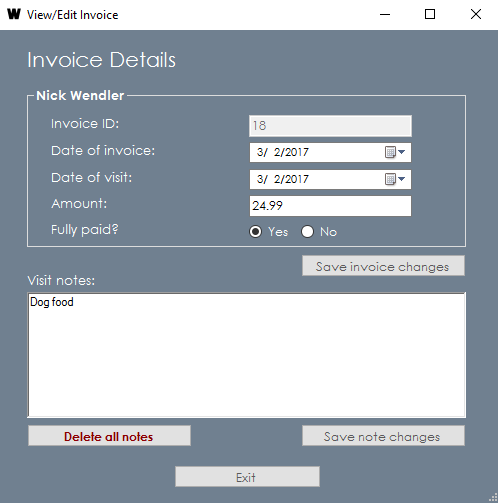 W View/Edit Invoice
Invoice Details
Nick Wendler
Invoice ID: 18
Date of invoice: 3/ 2/2017
Date of visit: 3/ 2/2017
Amount: 24.99
Fully paid? Yes No
Save invoice changes
Visit notes:
Dog food
Delete all notes Save note changes
Exit